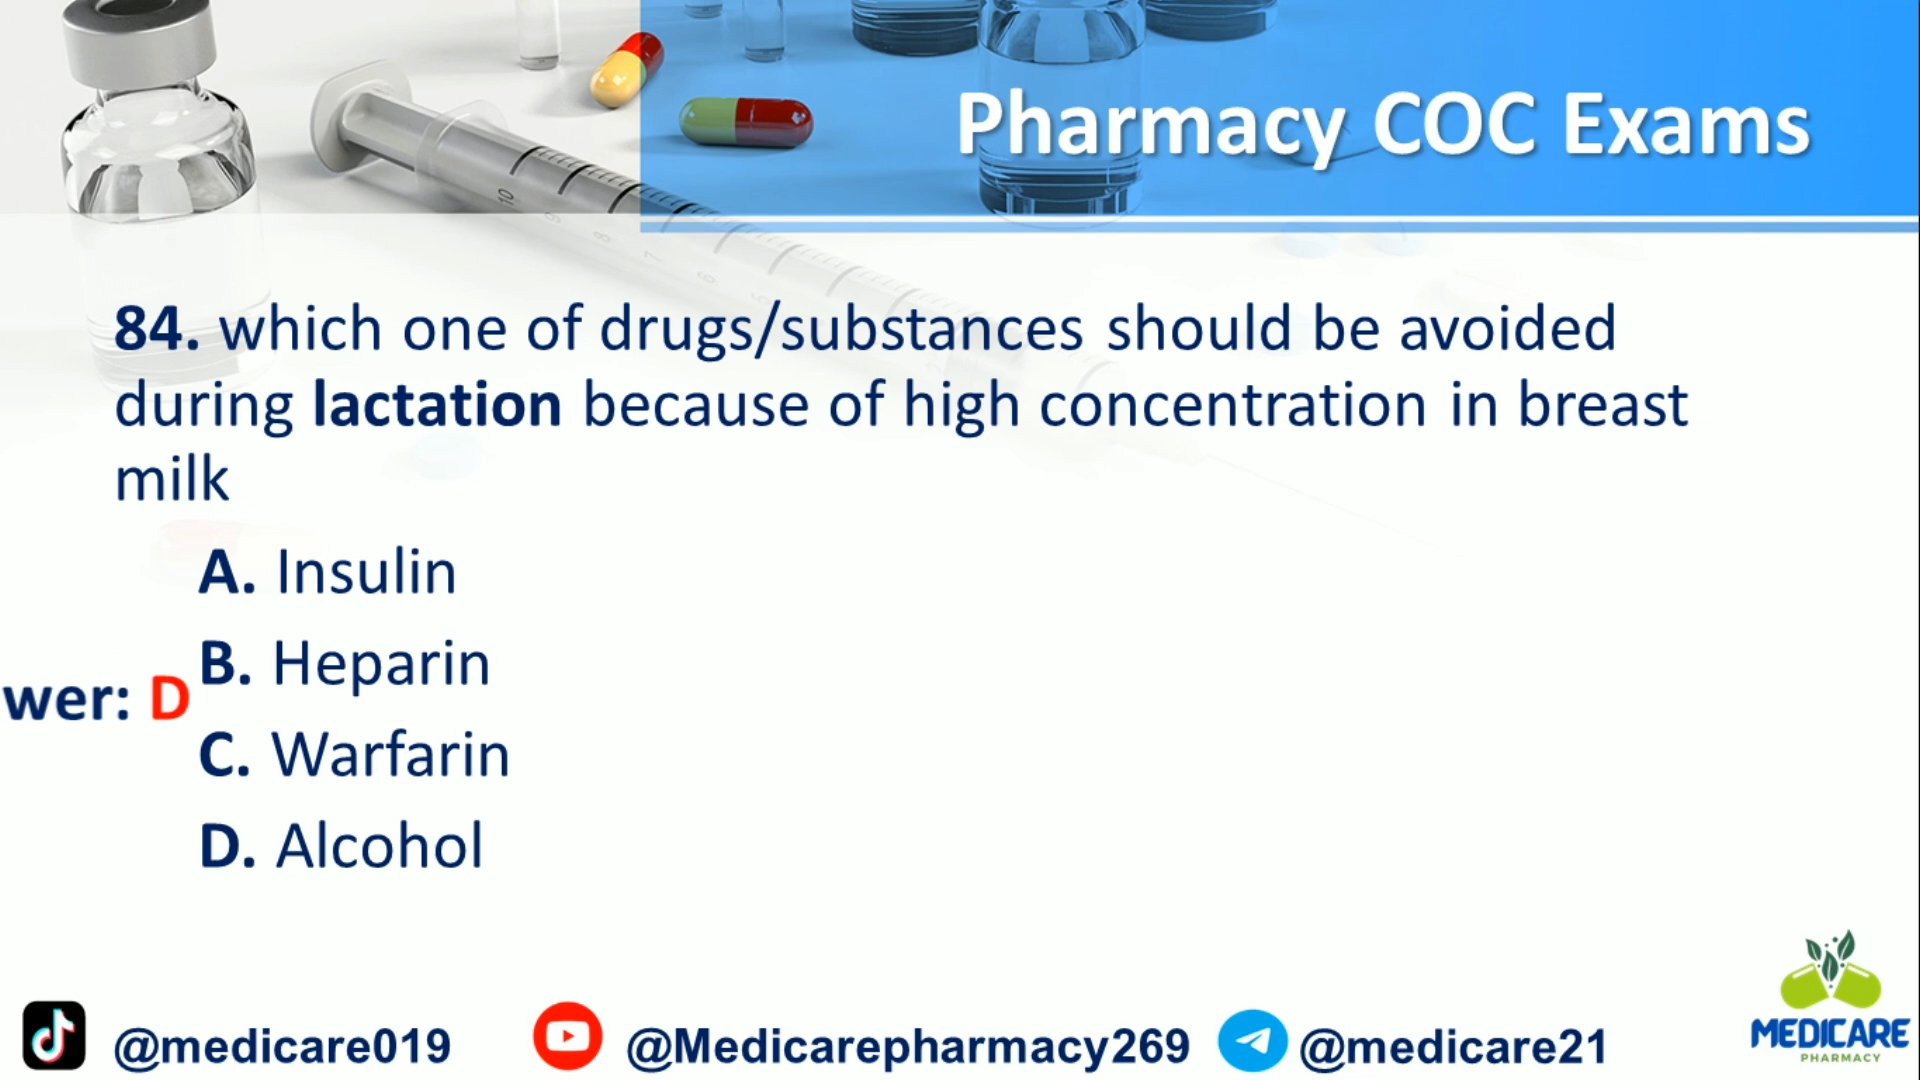 Pharmacy COC Exams
84. which one of drugs/substances should be avoided
during lactation because of high concentration in breast
milk
A. Insulin
B. Heparin
wer: D
C. Warfarin
D. Alcohol
@medicare019
@Medicarepharmacy269
@medicare21
MEDICARE
PHARMACY